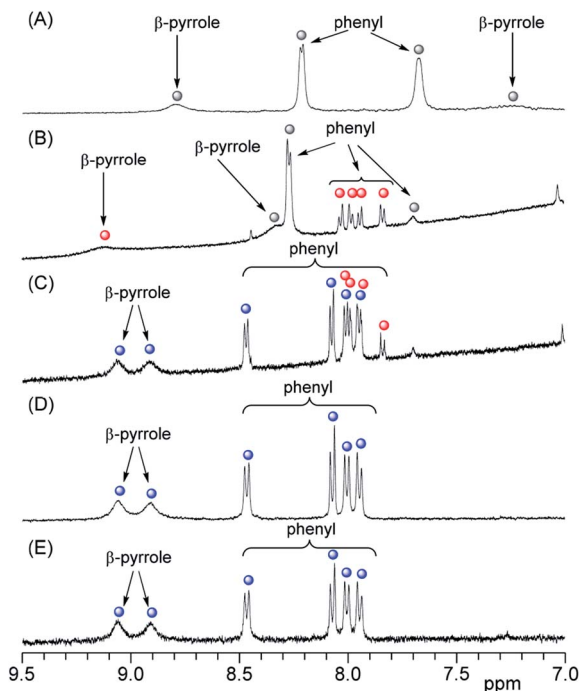 (A)
β-pyrrole
phenyl
β-pyrrole
(B)
β-pyrrole
β-pyrrole
phenyl
phenyl
(C)
β-pyrrole
phenyl
(D)
β-pyrrole
phenyl
(E)
β-pyrrole
9.5 9.0 8.5 8.0 7.5 ppm 7.0